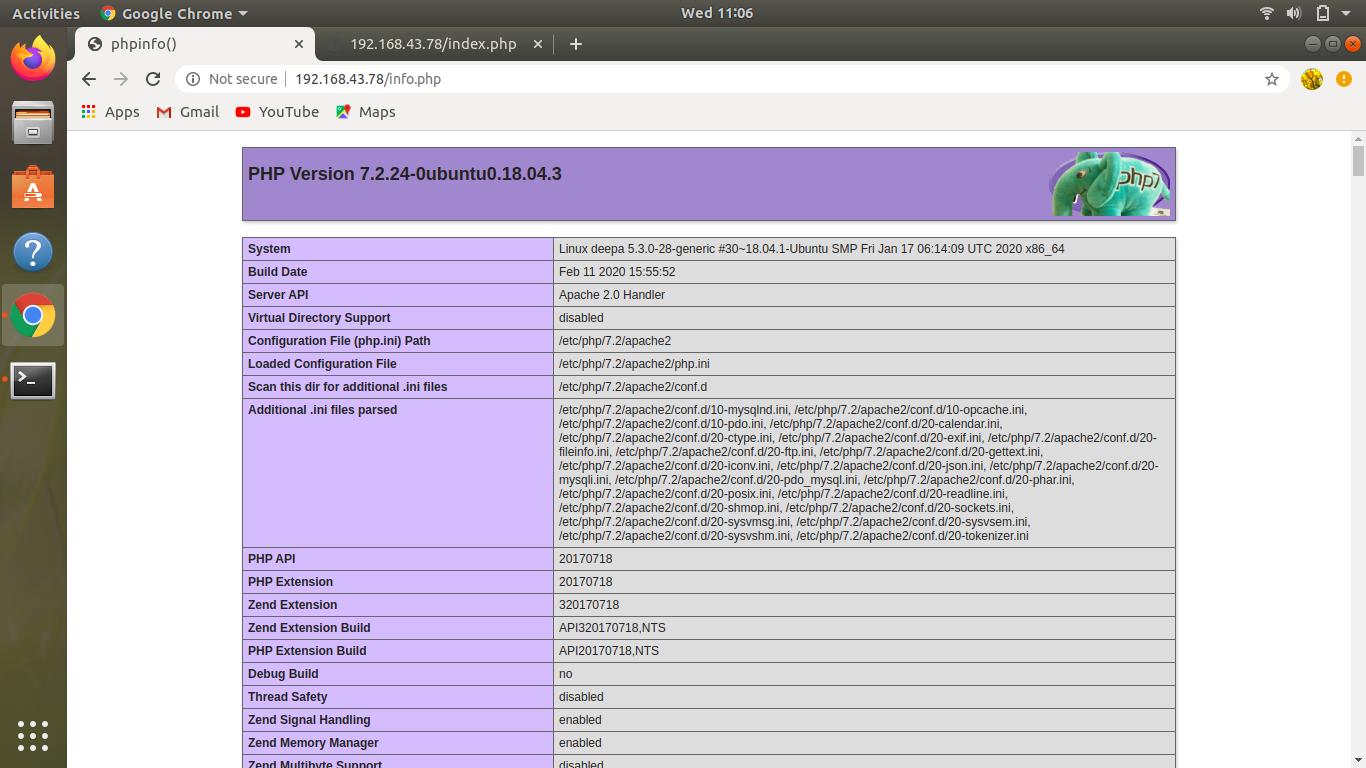 Activities Google Chrome Wed 11:06
phpinfo() 192.168.43.78/index.php
Not secure 192.168.43.78/info.php
Apps Gmail YouTube Maps
PHP Version 7.2.24-0ubuntu0.18.04.3
php7
System Linux deepa 5.3.0-28-generic #30~18.04.1-Ubuntu SMP Fri Jan 17 06:14:09 UTC 2020 x86_64
Build Date Feb 11 2020 15:55:52
Server API Apache 2.0 Handler
Virtual Directory Support disabled
Configuration File (php.ini) Path /etc/php/7.2/apache2
Loaded Configuration File /etc/php/7.2/apache2/php.ini
Scan this dir for additional .ini files /etc/php/7.2/apache2/conf.d
Additional .ini files parsed /etc/php/7.2/apache2/conf.d/10-mysqlnd.ini, /etc/php/7.2/apache2/conf.d/10-opcache.ini,
/etc/php/7.2/apache2/conf.d/10-pdo.ini, /etc/php/7.2/apache2/conf.d/20-calendar.ini,
/etc/php/7.2/apache2/conf.d/20-ctype.ini, /etc/php/7.2/apache2/conf.d/20-exif.ini, /etc/php/7.2/apache2/conf.d/20-
fileinfo.ini, /etc/php/7.2/apache2/conf.d/20-ftp.ini, /etc/php/7.2/apache2/conf.d/20-gettext.ini,
/etc/php/7.2/apache2/conf.d/20-iconv.ini, /etc/php/7.2/apache2/conf.d/20-json.ini, /etc/php/7.2/apache2/conf.d/20-
mysqli.ini, /etc/php/7.2/apache2/conf.d/20-pdo_mysql.ini, /etc/php/7.2/apache2/conf.d/20-phar.ini,
/etc/php/7.2/apache2/conf.d/20-posix.ini, /etc/php/7.2/apache2/conf.d/20-readline.ini,
/etc/php/7.2/apache2/conf.d/20-shmop.ini, /etc/php/7.2/apache2/conf.d/20-sockets.ini,
/etc/php/7.2/apache2/conf.d/20-sysvmsg.ini, /etc/php/7.2/apache2/conf.d/20-sysvsem.ini,
/etc/php/7.2/apache2/conf.d/20-sysvshm.ini, /etc/php/7.2/apache2/conf.d/20-tokenizer.ini
PHP API 20170718
PHP Extension 20170718
Zend Extension 320170718
Zend Extension Build API320170718,NTS
PHP Extension Build API20170718,NTS
Debug Build no
Thread Safety disabled
Zend Signal Handling enabled
Zend Memory Manager enabled
Zend Multibyte Support disabled